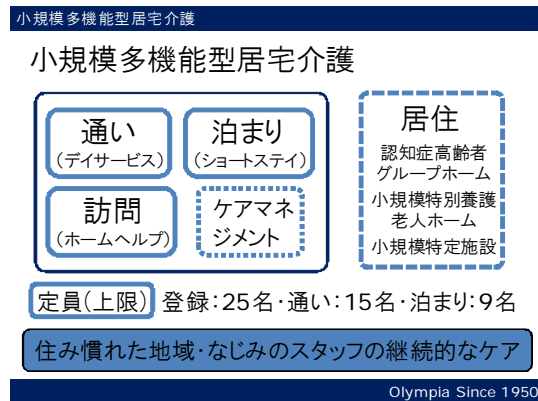 小規模多機能型居宅介護
小規模多機能型居宅介護
通い
(デイサービス)
泊まり
(ショートステイ)
訪問
(ホームヘルプ)
ケアマネ
ジメント
居住
認知症高齢者
グループホーム
小規模特別養護
老人ホーム
小規模特定施設
定員(上限) 登録:25名・通い:15名・泊まり:9名
住み慣れた地域・なじみのスタッフの継続的なケア
Olympia Since 1950